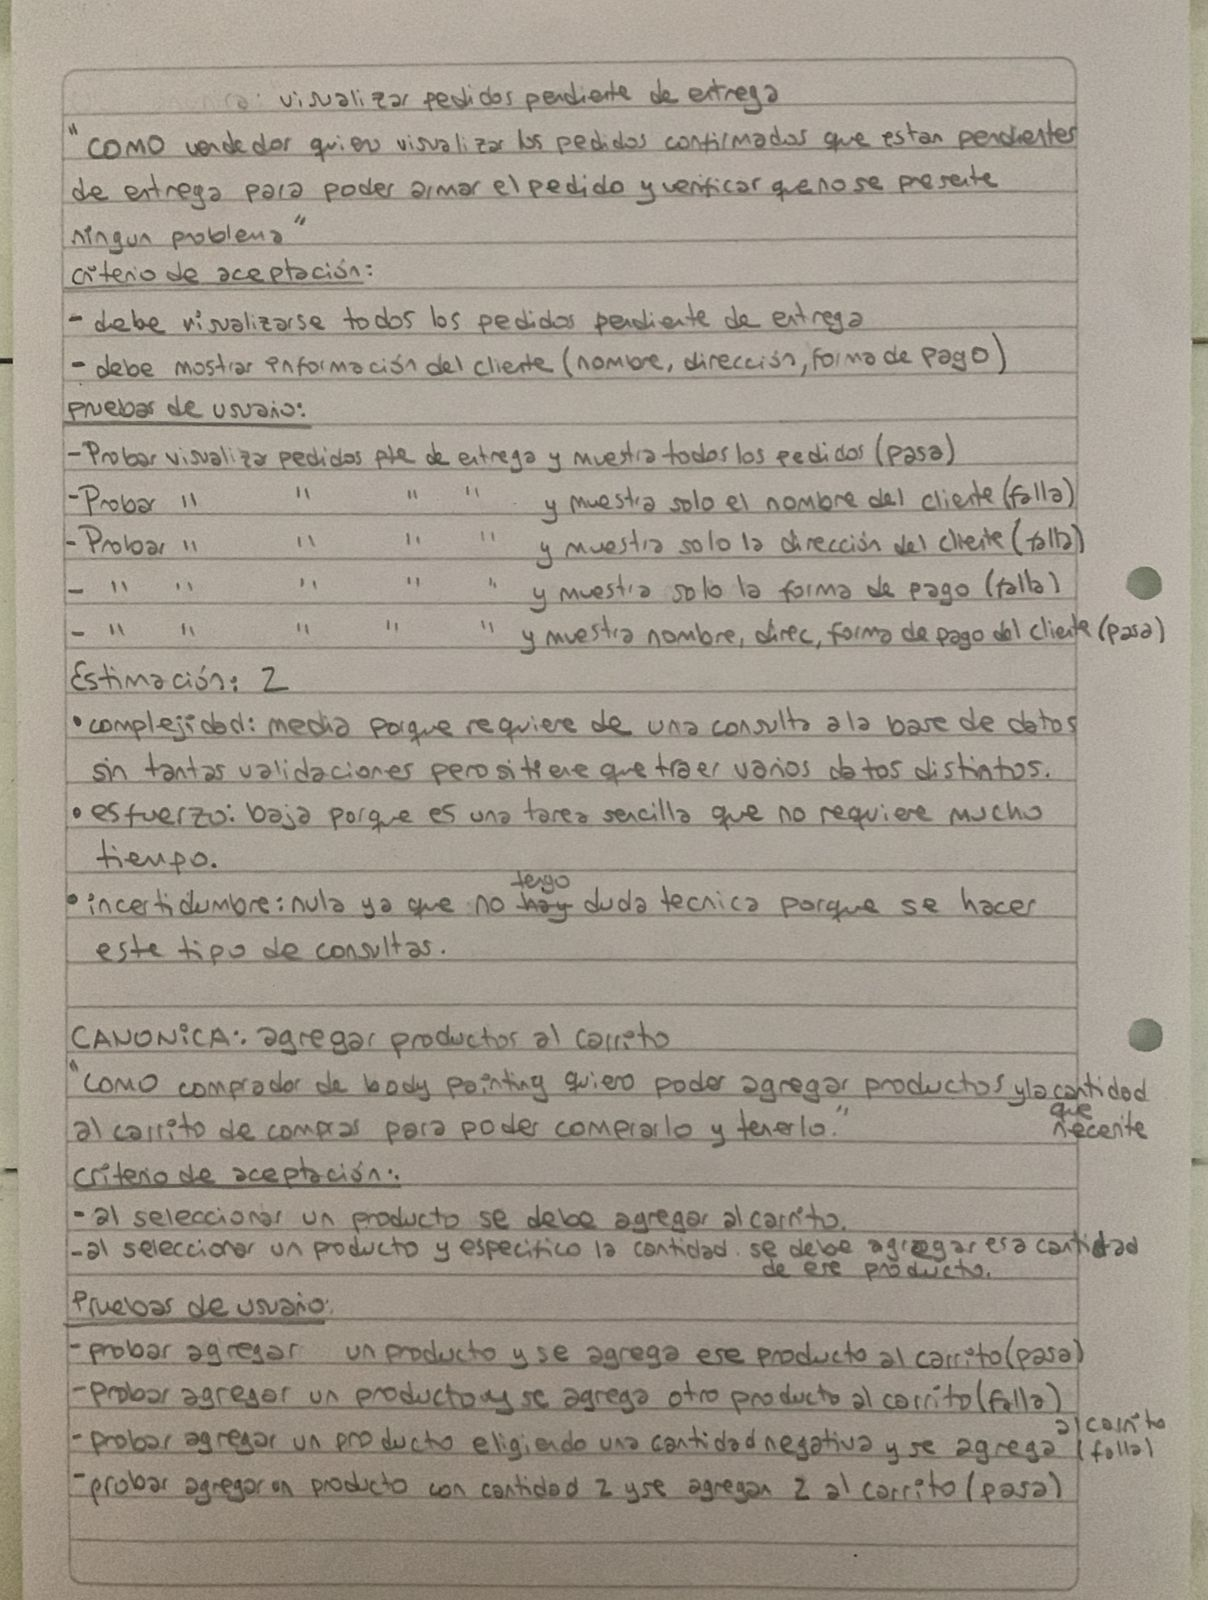 visualizar pedidos pendiente de entrega
"COMO vendedor quiero visualizar los pedidos confirmados que estan pendientes
de entrega para poder armar el pedido y verificar que no se presente
ningun problema"
criterio de aceptación:
- debe visualizarse todos los pedidos pendiente de entrega
- debe mostrar información del cliente (nombre, dirección, forma de pago)
pruebas de usuario:
- Probar visualizar pedidos pte de entrega y muestra todos los pedidos (pasa)
- Probar " " " " y muestra solo el nombre del cliente (falla)
- Probar " " " " y muestra solo la dirección del cliente (falla)
- " " " " " y muestra solo la forma de pago (falla)
- " " " " " y muestra nombre, direc, forma de pago del cliente (pasa)
Estimación: 2
• complejidad: media porque requiere de una consulta a la base de datos
sin tantas validaciones pero si tiene que traer varios datos distintos.
• esfuerzo: baja porque es una tarea sencilla que no requiere mucho
tiempo.
• incertidumbre: nula ya que no hay tengo duda tecnica porque se hacer
este tipo de consultas.
CANONICA: agregar productos al carrito
"COMO comprador de body painting quiero poder agregar productos y la cantidad que necente
al carrito de compras para poder comprarlo y tenerlo."
criterio de aceptación:
- al seleccionar un producto se debe agregar al carrito.
- al seleccionar un producto y especifico la cantidad se debe agregar esa cantidad
de ese producto.
Pruebas de usuario:
- probar agregar un producto y se agrega ese producto al carrito (pasa)
- probar agregar un producto y se agrega otro producto al carrito (falla)
- probar agregar un producto eligiendo una cantidad negativa y se agrega al carrito (falla)
- probar agregar un producto con cantidad 2 y se agregan 2 al carrito (pasa)